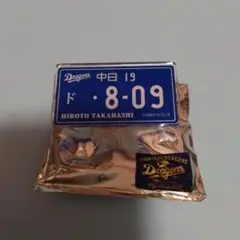 Dragons 中日 19
ド ・8-09
HIROTO TAKAHASHI
Dragons